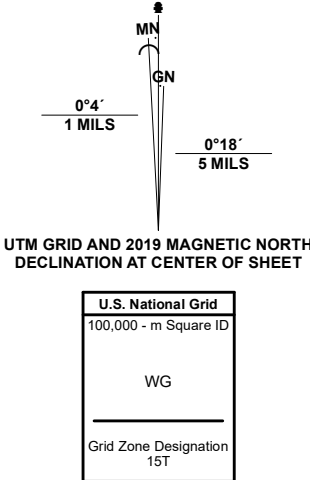 MN
GN
0°4´
1 MILS
0°18´
5 MILS
UTM GRID AND 2019 MAGNETIC NORTH
DECLINATION AT CENTER OF SHEET
U.S. National Grid
100,000 - m Square ID
WG
Grid Zone Designation
15T